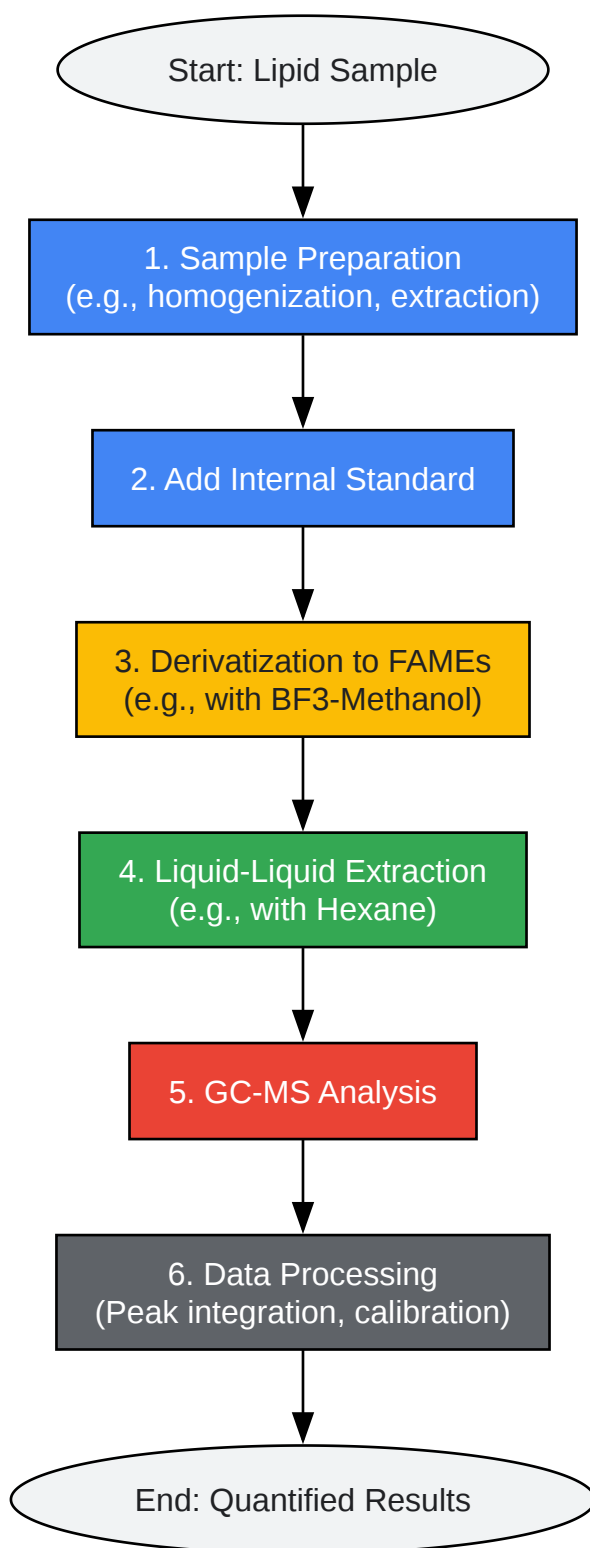 Start: Lipid Sample
1. Sample Preparation
(e.g., homogenization, extraction)
2. Add Internal Standard
3. Derivatization to FAMEs
(e.g., with BF3-Methanol)
4. Liquid-Liquid Extraction
(e.g., with Hexane)
5. GC-MS Analysis
6. Data Processing
(Peak integration, calibration)
End: Quantified Results